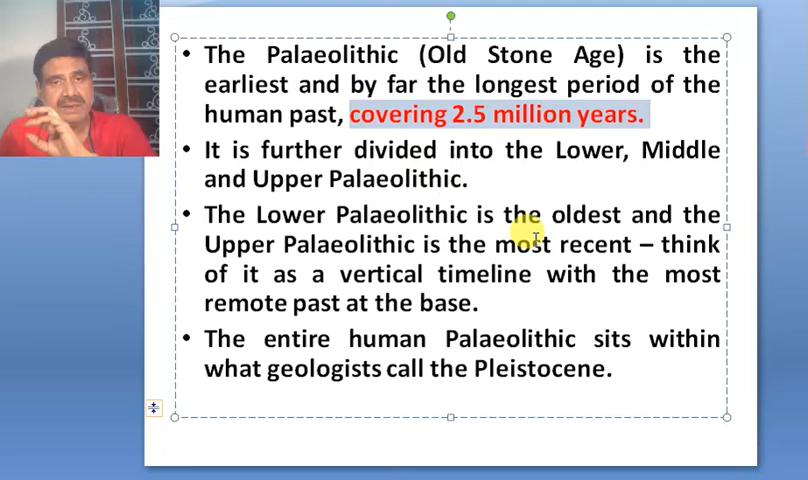 • The Palaeolithic (Old Stone Age) is the
earliest and by far the longest period of the
human past, covering 2.5 million years.
• It is further divided into the Lower, Middle
and Upper Palaeolithic.
• The Lower Palaeolithic is the oldest and the
Upper Palaeolithic is the most recent – think
of it as a vertical timeline with the most
remote past at the base.
• The entire human Palaeolithic sits within
what geologists call the Pleistocene.